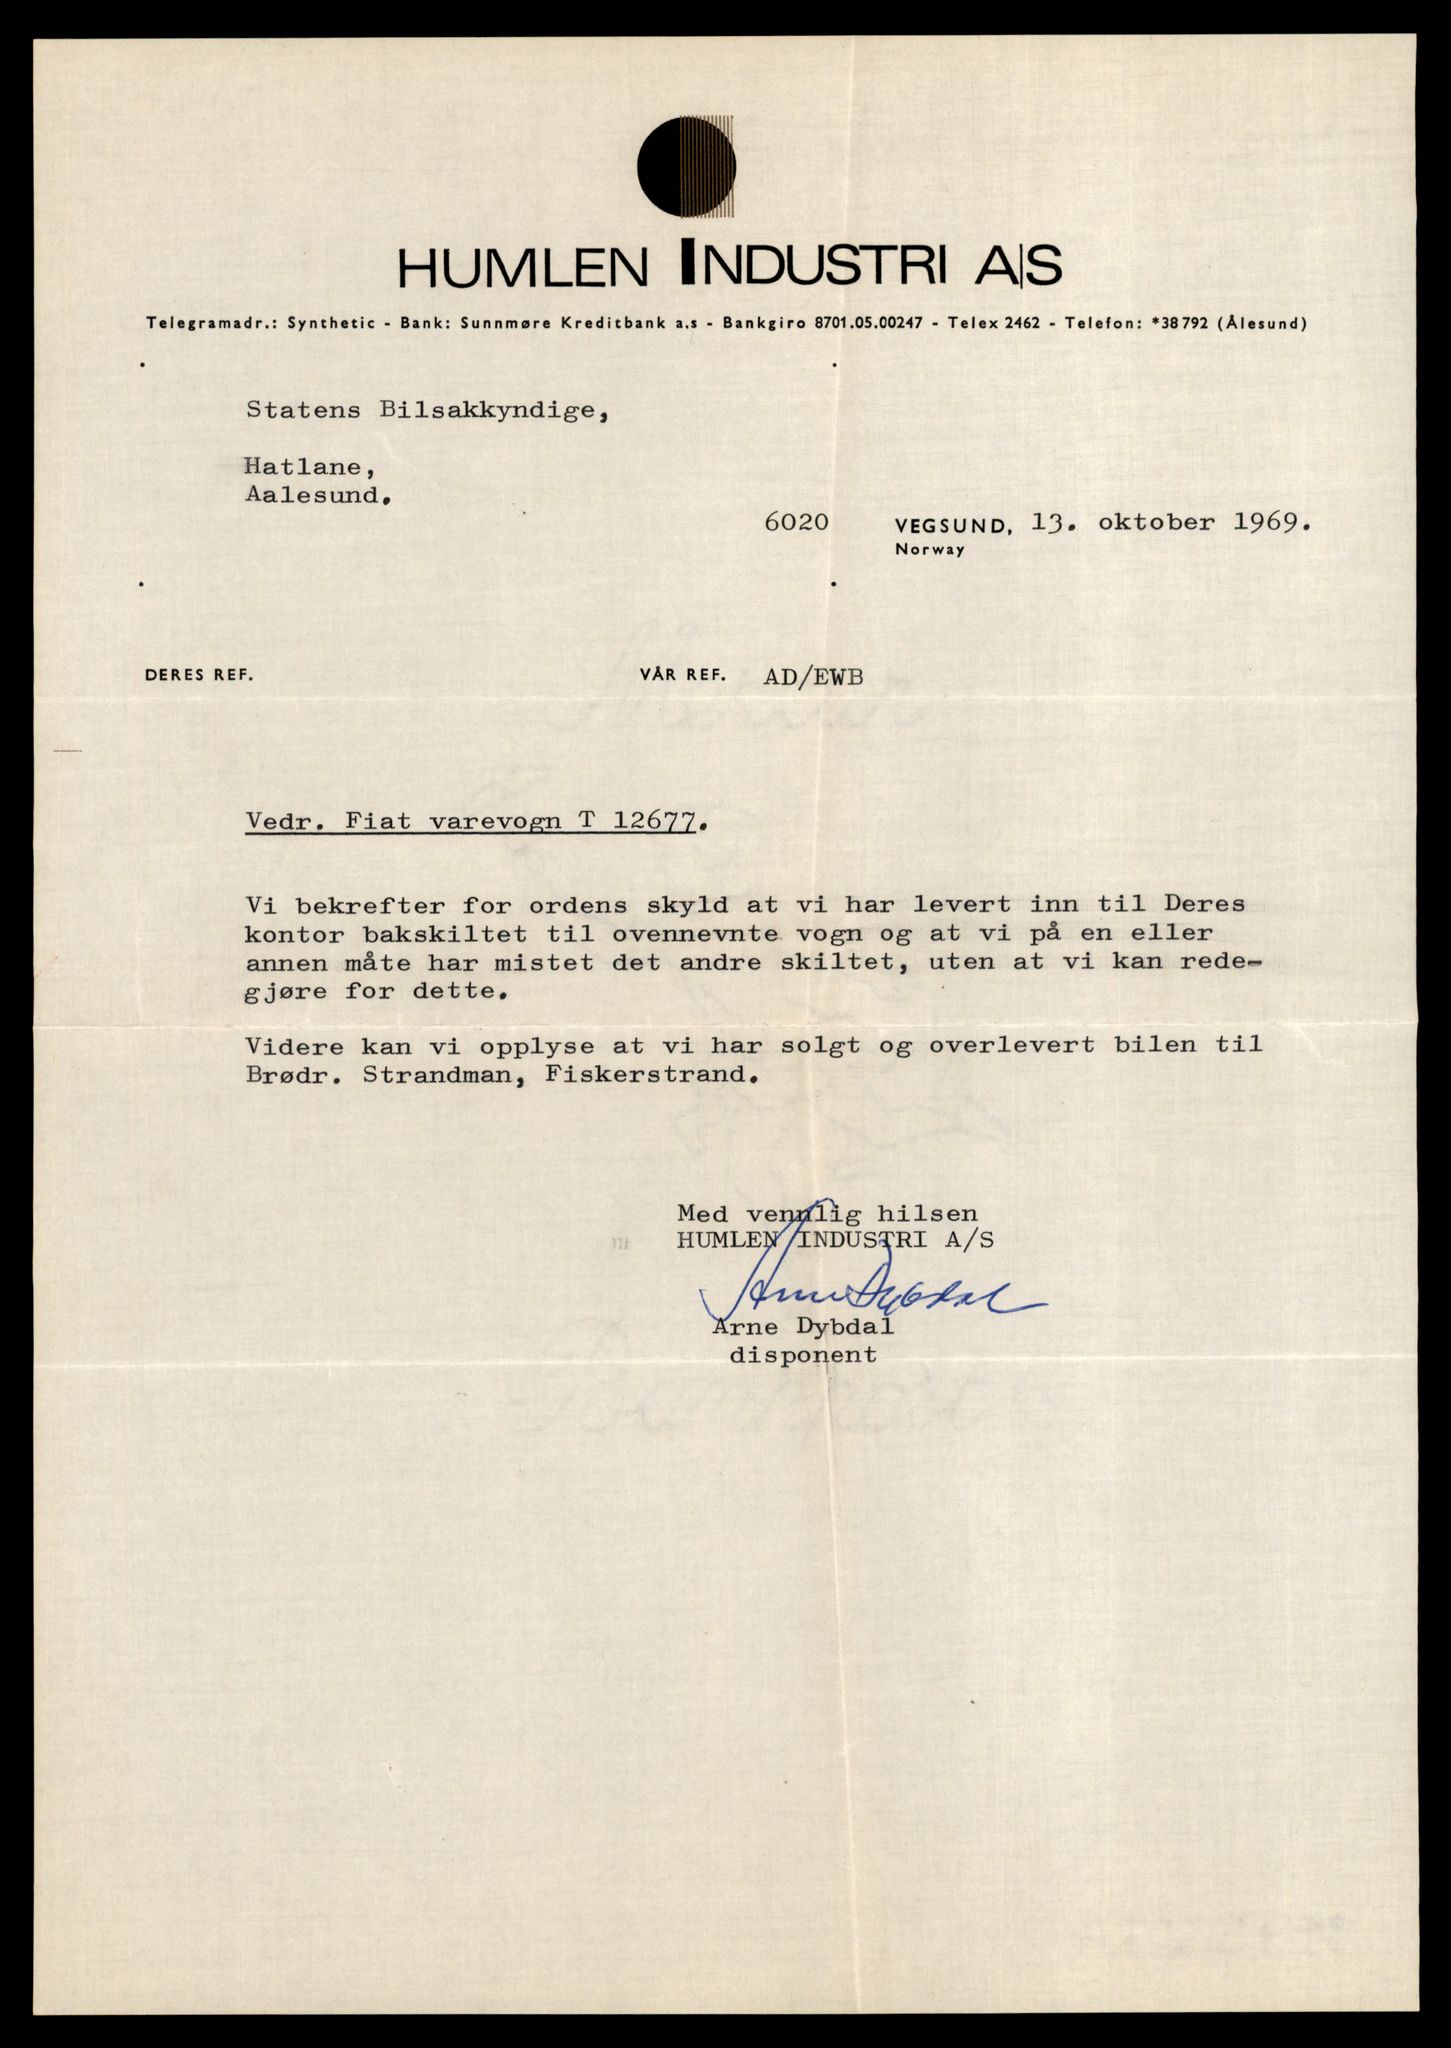 HUMLEN INDUSTRI A/S
Telegramadr.: Synthetic - Bank: Sunnmøre Kreditbank a.s - Bankgiro 8701.05.00247 - Telex 2462 - Telefon: *38792 (Ålesund)
Statens Bilsakkyndige,
Hatlane,
Aalesund.
6020 VEGSUND, 13. oktober 1969.
Norway
DERES REF. VÅR REF. AD/EWB
Vedr. Fiat varevogn T 12677.
Vi bekrefter for ordens skyld at vi har levert inn til Deres
kontor bakskiltet til ovennevnte vogn og at vi på en eller
annen måte har mistet det andre skiltet, uten at vi kan rede-
gjøre for dette.
Videre kan vi opplyse at vi har solgt og overlevert bilen til
Brødr. Strandman, Fiskerstrand.
Med vennlig hilsen
HUMLEN INDUSTRI A/S
Arne Dybdal
Arne Dybdal
disponent